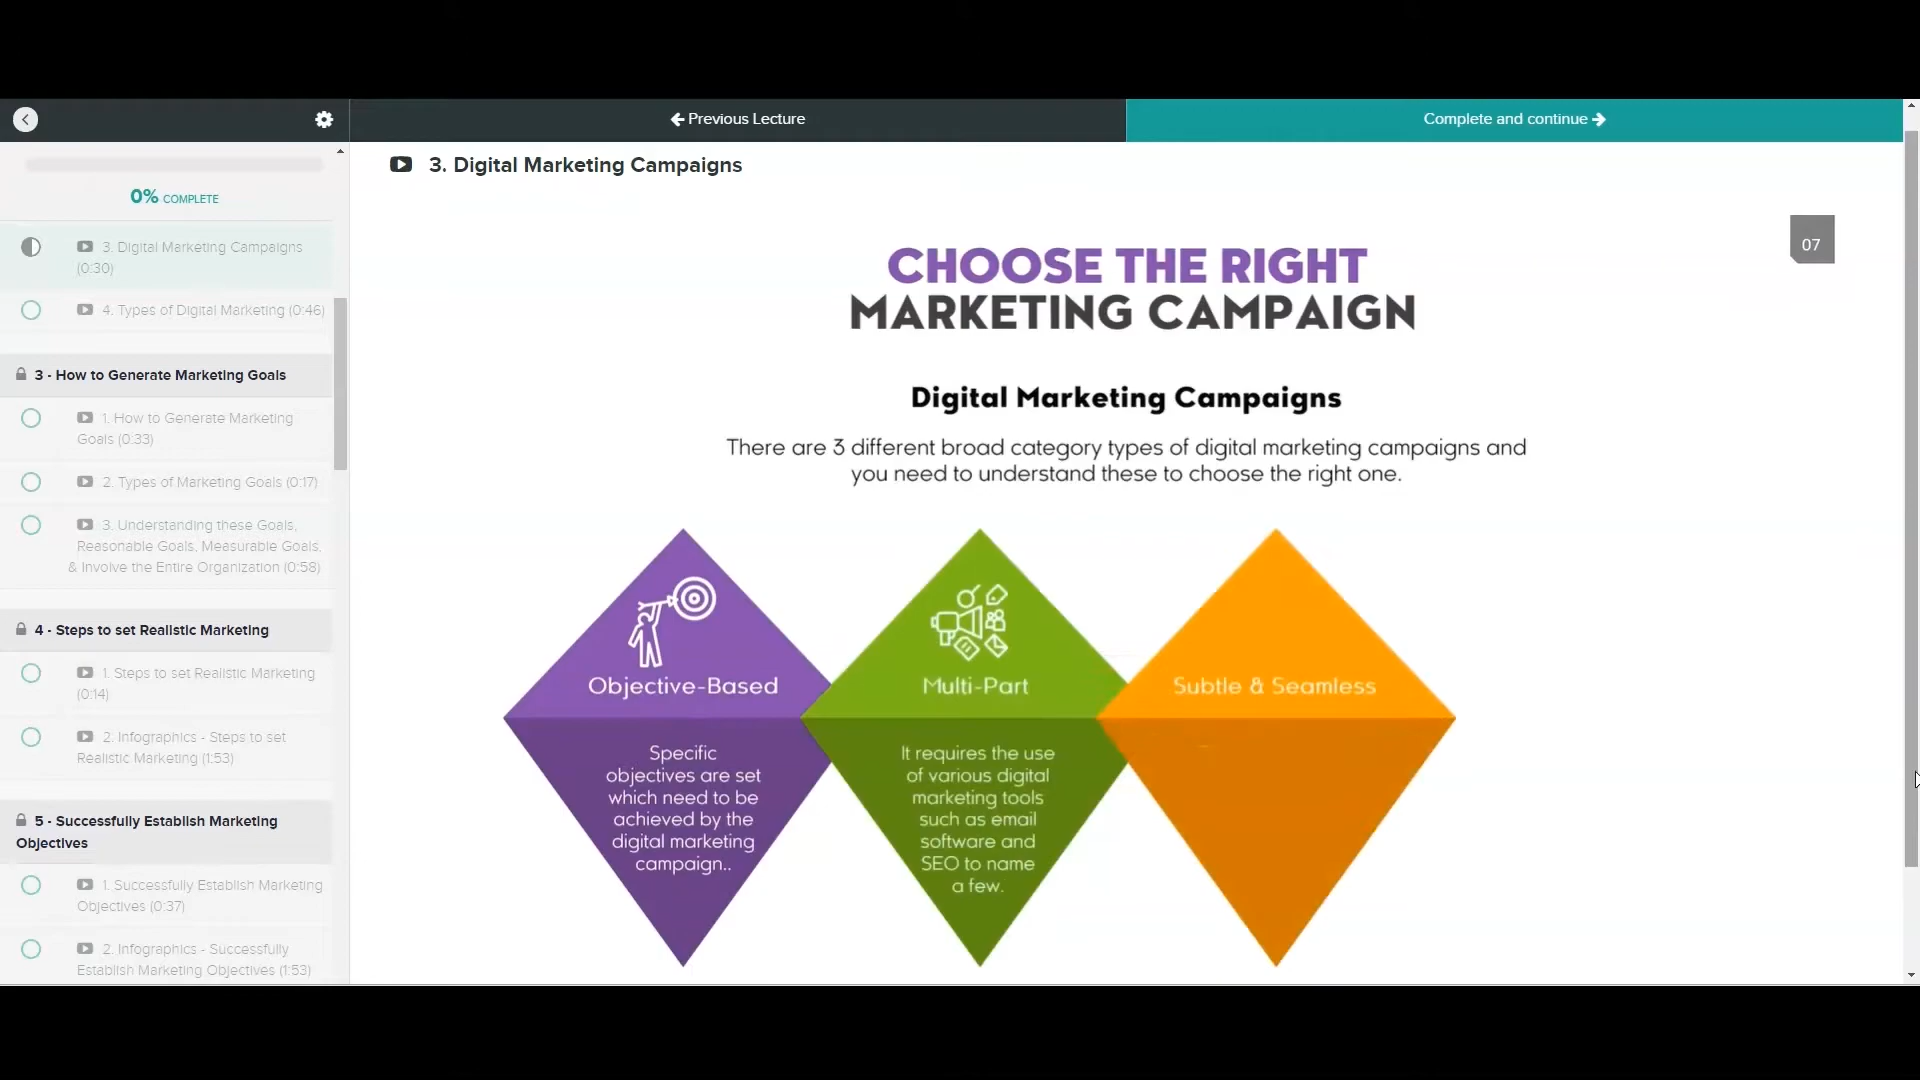 Previous Lecture
Complete and continue
3. Digital Marketing Campaigns
0% COMPLETE
3. Digital Marketing Campaigns
(0:30)
4. Types of Digital Marketing (0:46)
3 - How to Generate Marketing Goals
1. How to Generate Marketing
Goals (0:33)
2. Types of Marketing Goals (0:17)
3. Understanding these Goals,
Reasonable Goals, Measurable Goals,
& Involve the Entire Organization (0:58)
4 - Steps to set Realistic Marketing
1. Steps to set Realistic Marketing
(0:14)
2. Infographics - Steps to set
Realistic Marketing (1:53)
5 - Successfully Establish Marketing
Objectives
1. Successfully Establish Marketing
Objectives (0:37)
2. Infographics - Successfully
Establish Marketing Objectives (1:53)
07
CHOOSE THE RIGHT
MARKETING CAMPAIGN
Digital Marketing Campaigns
There are 3 different broad category types of digital marketing campaigns and
you need to understand these to choose the right one.
Objective-Based
Specific
objectives are set
which need to be
achieved by the
digital marketing
campaign..
Multi-Part
It requires the use
of various digital
marketing tools
such as email
software and
SEO to name
a few.
Subtle & Seamless